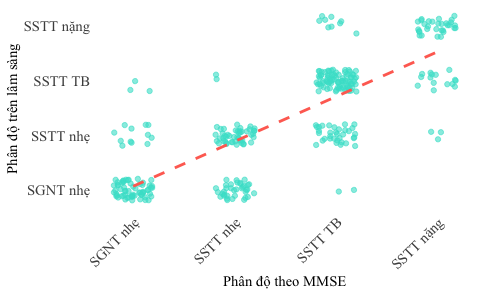 Phân độ trên lâm sàng
SSTT nặng
SSTT TB
SSTT nhẹ
SGNT nhẹ
SGNT nhẹ
SSTT nhẹ
SSTT TB
SSTT nặng
Phân độ theo MMSE